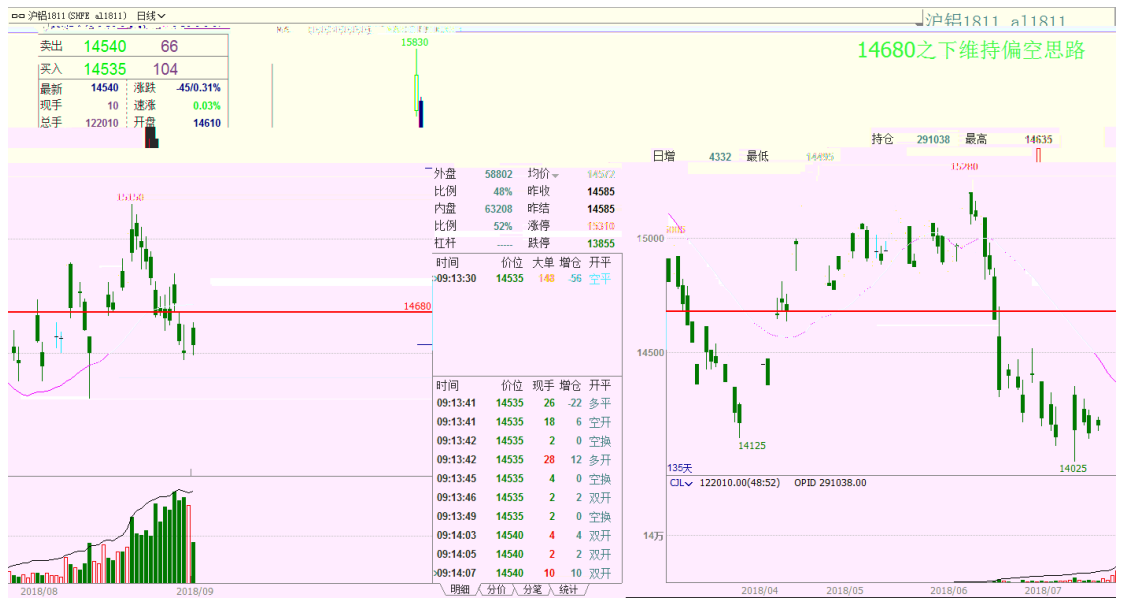 沪铝1811(SHFE al1811) 日线
沪铝1811 al1811
14680之下维持偏空思路
卖出 14540 66
买入 14535 104
最新 14540 涨跌 -45/0.31%
现手 10 速涨 0.03%
总手 122010 开盘 14610
15830
持仓 291038 最高 14635
日增 4332 最低 14495
外盘 58802 均价 14572
比例 48% 昨收 14585
内盘 63208 昨结 14585
比例 52% 涨停 15310
杠杆 ----- 跌停 13855
时间 价位 大单 增仓 开平
09:13:30 14535 148 -56 空平
时间 价位 现手 增仓 开平
09:13:41 14535 26 -22 多平
09:13:41 14535 18 6 空开
09:13:42 14535 2 0 空换
09:13:42 14535 28 12 多开
09:13:45 14535 4 0 空换
09:13:46 14535 2 2 双开
09:13:49 14535 2 0 空换
09:14:03 14540 4 4 双开
09:14:05 14540 2 2 双开
09:14:07 14540 10 10 双开
明细 分价 分笔 统计
15150
14680
2018/08 2018/09
15280
15000
14500
14125
14025
135天
CJL 122010.00(48:52) OPID 291038.00
14万
2018/04 2018/05 2018/06 2018/07